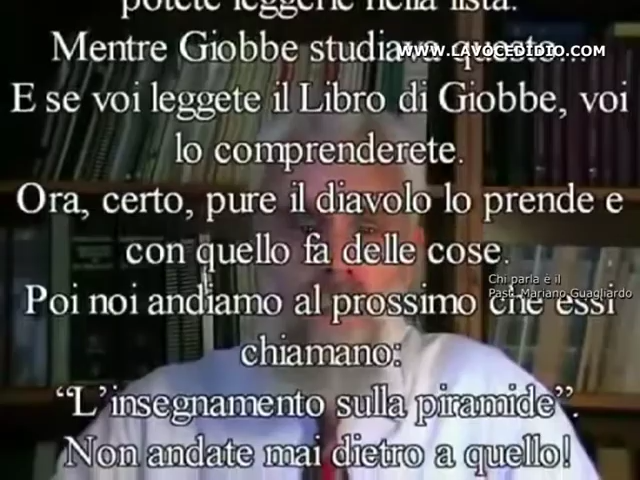 potete leggerle nella lista.
WWW.LAVOCEDIDIO.COM
Mentre Giobbe studiava questo...
E se voi leggete il Libro di Giobbe, voi
lo comprenderete.
Ora, certo, pure il diavolo lo prende e
con quello fa delle cose.
Chi parla è il
Past. Mariano Guagliardo
Poi noi andiamo al prossimo che essi
chiamano:
“L’insegnamento sulla piramide”.
Non andate mai dietro a quello!